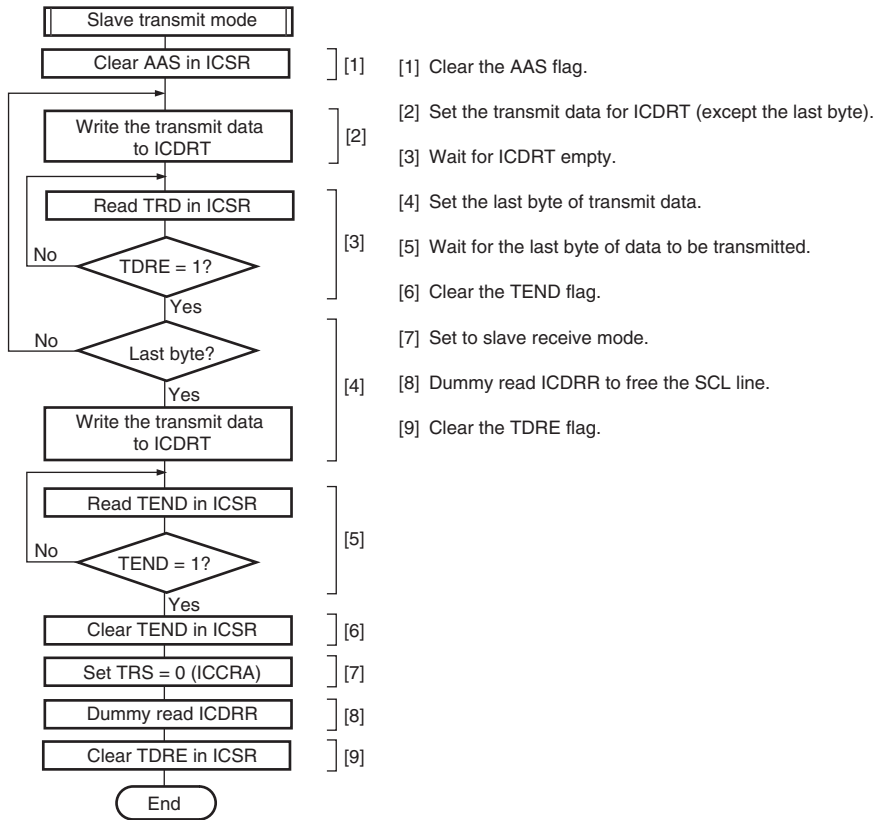 Slave transmit mode
Clear AAS in ICSR
[1]
Write the transmit data
to ICDRT
[2]
Read TRD in ICSR
No
TDRE = 1?
[3]
Yes
No
Last byte?
[4]
Yes
Write the transmit data
to ICDRT
Read TEND in ICSR
No
TEND = 1?
[5]
Yes
Clear TEND in ICSR
[6]
Set TRS = 0 (ICCRA)
[7]
Dummy read ICDRR
[8]
Clear TDRE in ICSR
[9]
End
[1] Clear the AAS flag.
[2] Set the transmit data for ICDRT (except the last byte).
[3] Wait for ICDRT empty.
[4] Set the last byte of transmit data.
[5] Wait for the last byte of data to be transmitted.
[6] Clear the TEND flag.
[7] Set to slave receive mode.
[8] Dummy read ICDRR to free the SCL line.
[9] Clear the TDRE flag.